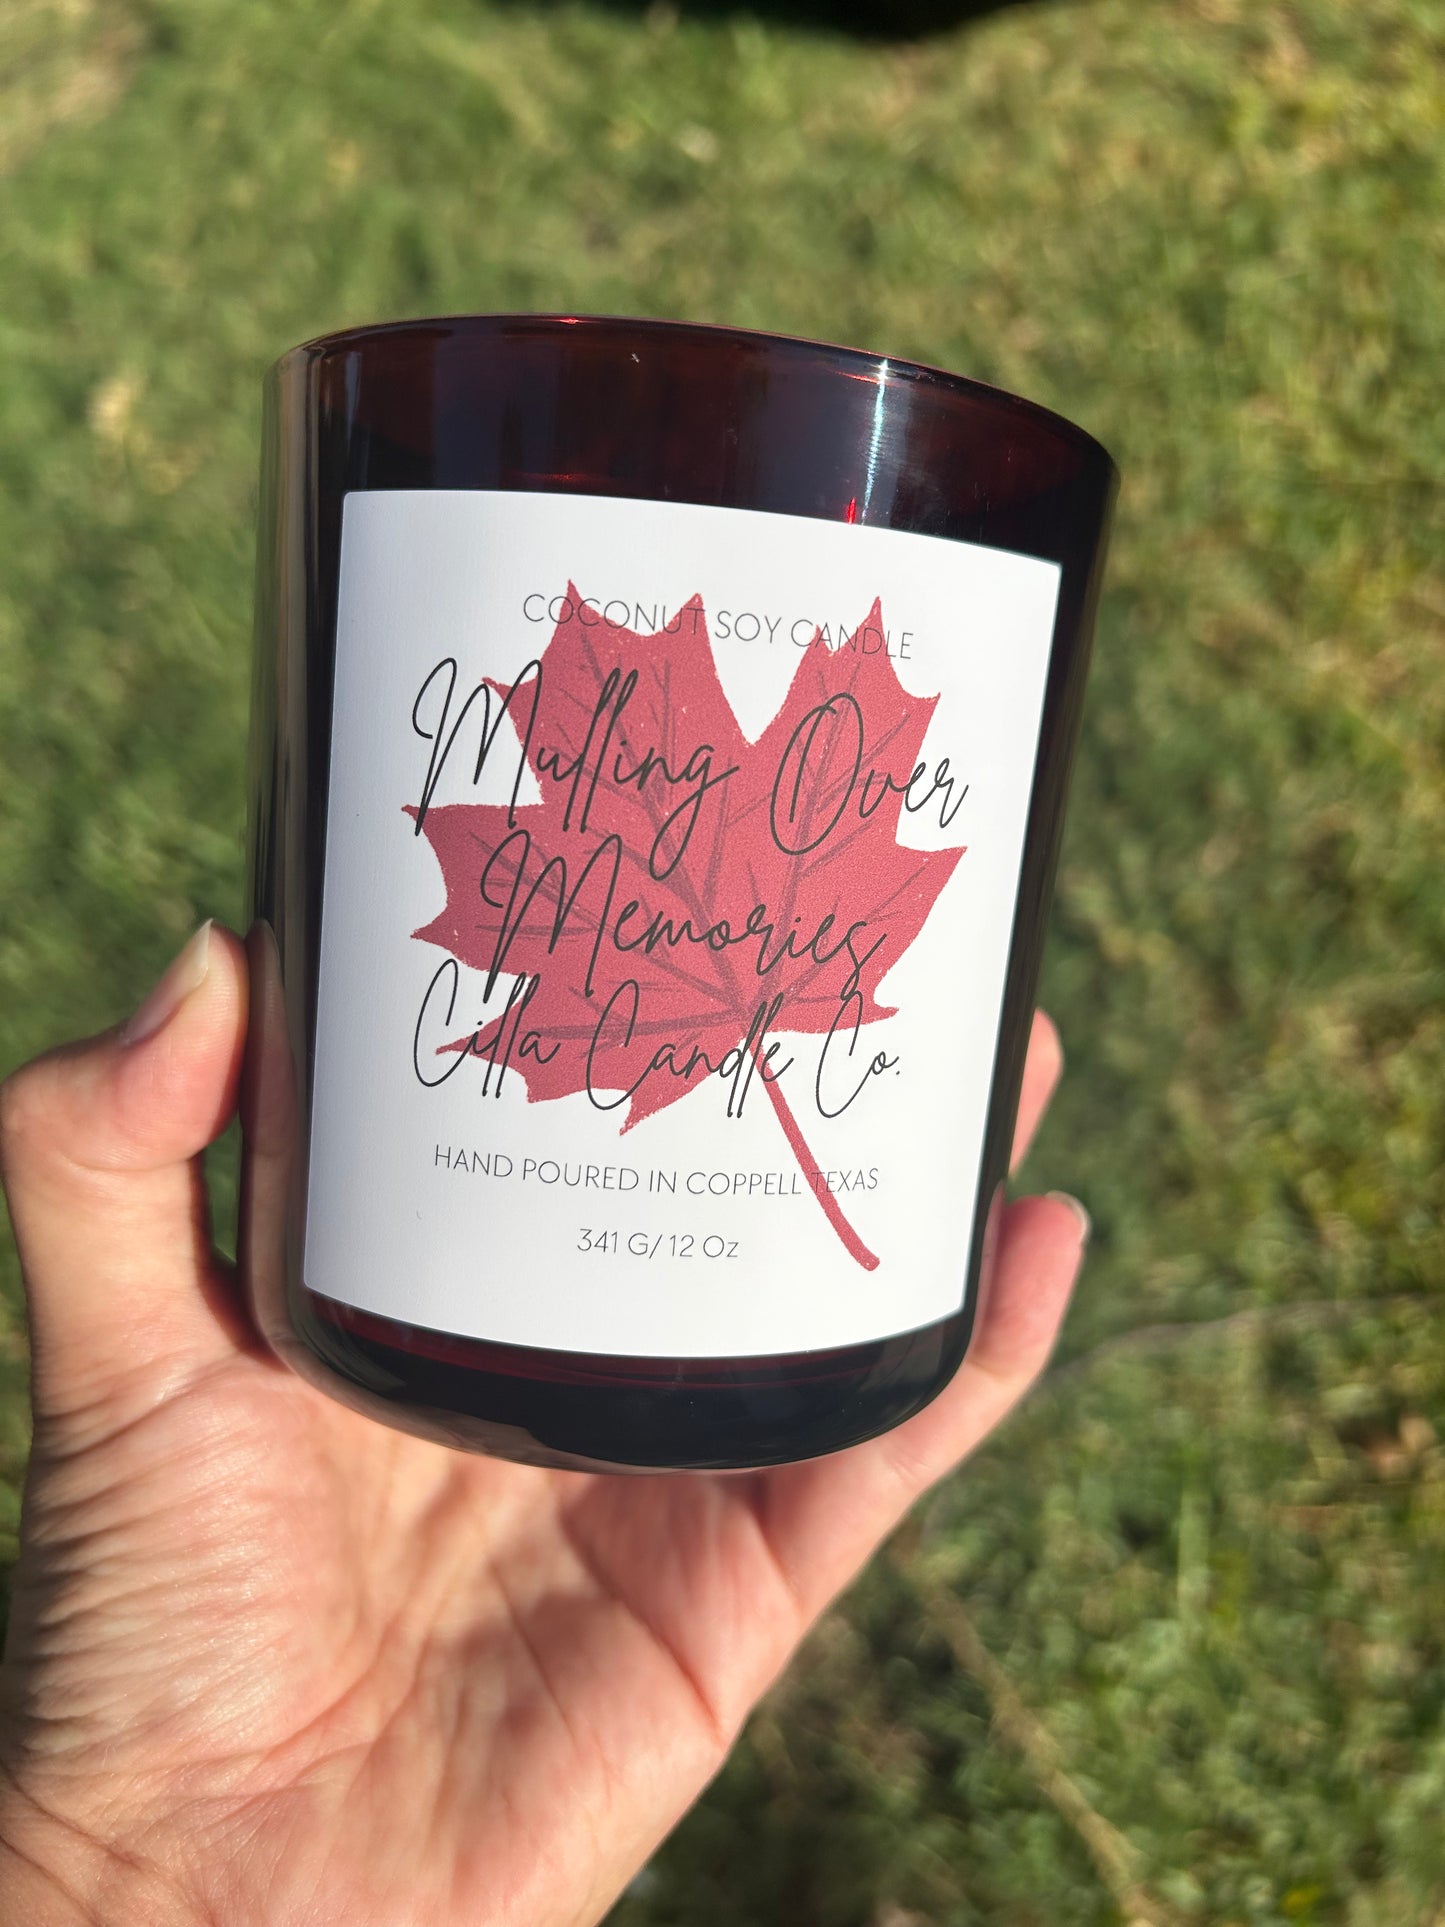 COCONUT SOY CANDLE
Mulling Over
Memories
Cilla Candle Co.
HAND POURED IN COPPELL TEXAS
341 G/ 12 Oz